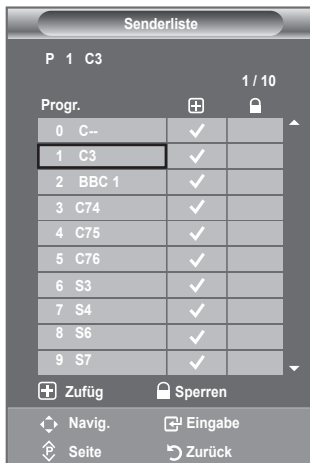 Senderliste
P 1 C3
1 / 10
Progr.
0 C--
1 C3
2 BBC 1
3 C74
4 C75
5 C76
6 S3
7 S4
8 S6
9 S7
Zufüg Sperren
Navig. Eingabe
P Seite Zurück